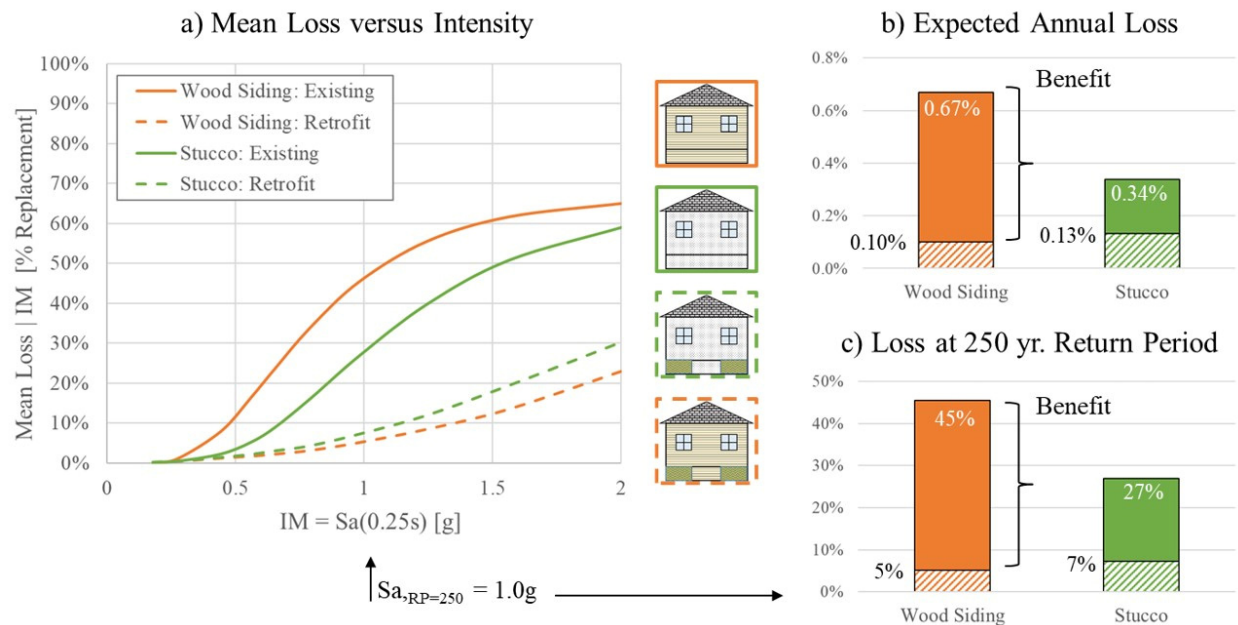 a) Mean Loss versus Intensity
Mean Loss | IM [% Replacement]
100%
90%
80%
70%
60%
50%
40%
30%
20%
10%
0%
Wood Siding: Existing
Wood Siding: Retrofit
Stucco: Existing
Stucco: Retrofit
0
0.5
1
1.5
2
IM = Sa(0.25s) [g]
Sa,RP=250 = 1.0g
b) Expected Annual Loss
0.8%
0.6%
0.4%
0.2%
0.0%
Benefit
0.67%
0.10%
0.34%
0.13%
Wood Siding
Stucco
c) Loss at 250 yr. Return Period
50%
40%
30%
20%
10%
0%
Benefit
45%
5%
27%
7%
Wood Siding
Stucco